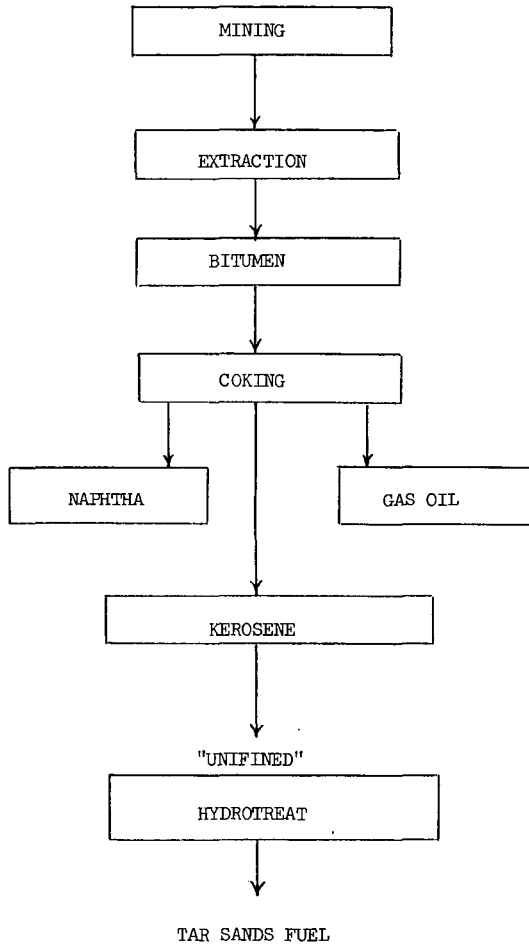 MINING
EXTRACTION
BITUMEN
COKING
NAPHTHA
GAS OIL
KEROSENE
"UNIFINED"
HYDROTREAT
TAR SANDS FUEL